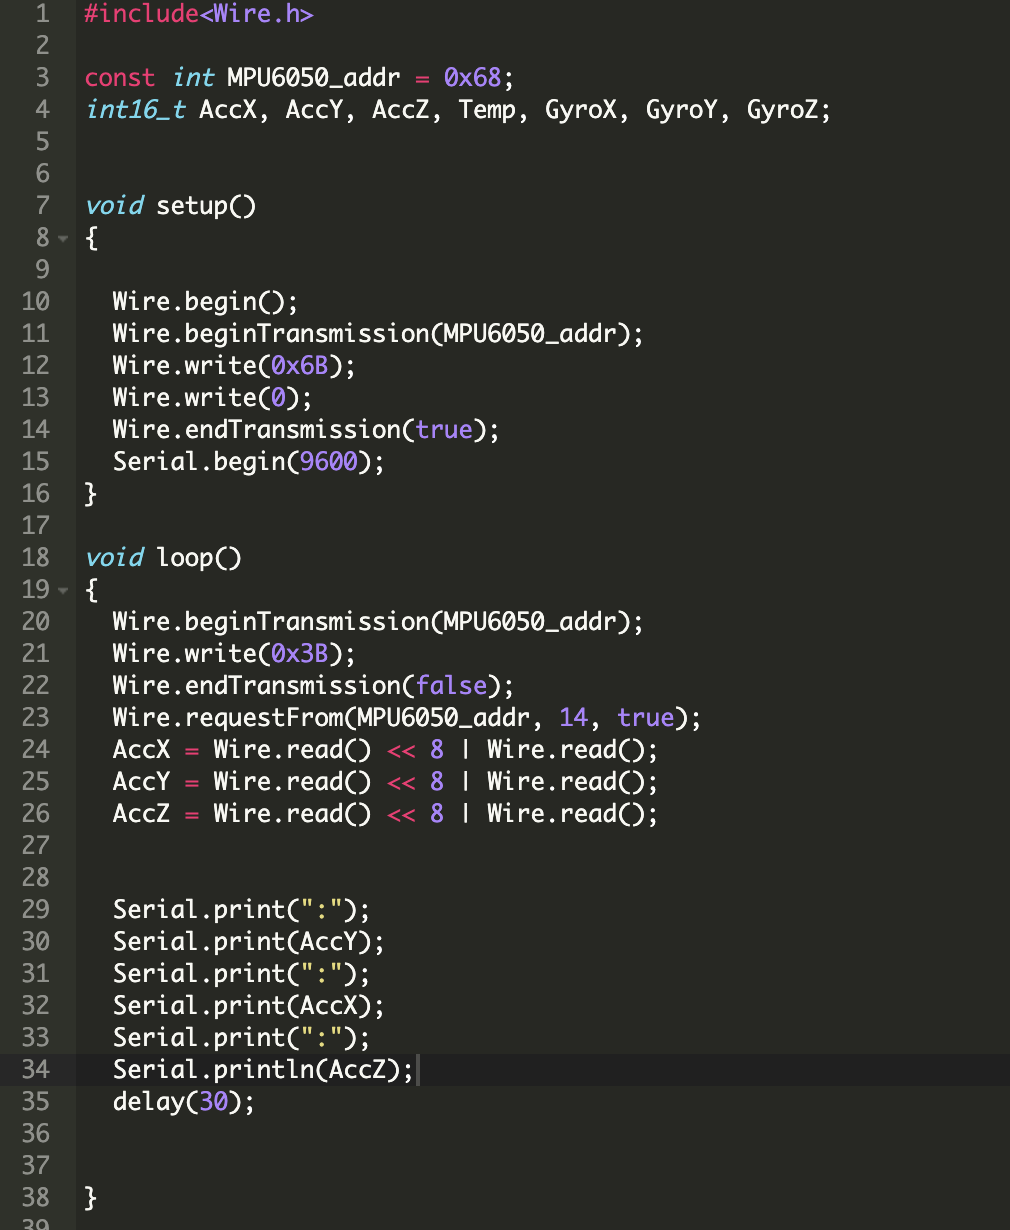 1 #include<Wire.h>
2
3 const int MPU6050_addr = 0x68;
4 int16_t AccX, AccY, AccZ, Temp, GyroX, GyroY, GyroZ;
5
6
7 void setup()
8 {
9
10 Wire.begin();
11 Wire.beginTransmission(MPU6050_addr);
12 Wire.write(0x6B);
13 Wire.write(0);
14 Wire.endTransmission(true);
15 Serial.begin(9600);
16 }
17
18 void loop()
19 {
20 Wire.beginTransmission(MPU6050_addr);
21 Wire.write(0x3B);
22 Wire.endTransmission(false);
23 Wire.requestFrom(MPU6050_addr, 14, true);
24 AccX = Wire.read() << 8 | Wire.read();
25 AccY = Wire.read() << 8 | Wire.read();
26 AccZ = Wire.read() << 8 | Wire.read();
27
28
29 Serial.print(":");
30 Serial.print(AccY);
31 Serial.print(":");
32 Serial.print(AccX);
33 Serial.print(":");
34 Serial.println(AccZ);
35 delay(30);
36
37
38 }
39